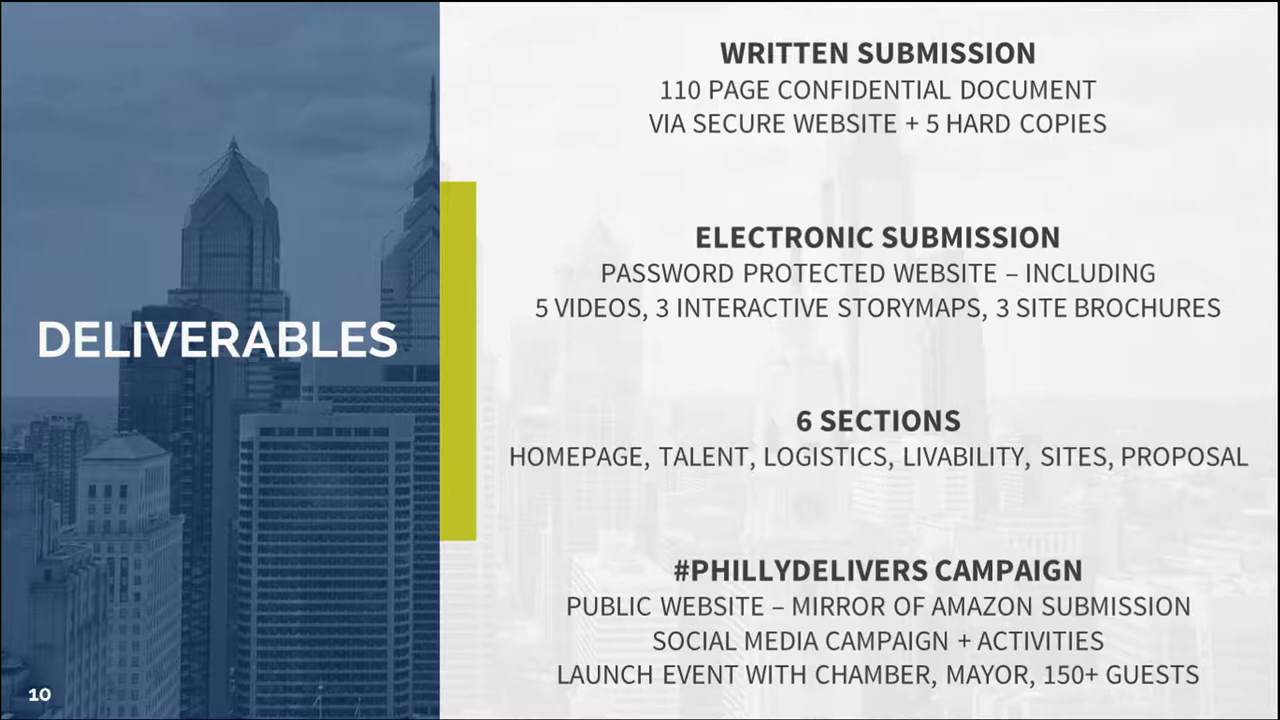 DELIVERABLES
10
WRITTEN SUBMISSION
110 PAGE CONFIDENTIAL DOCUMENT
VIA SECURE WEBSITE + 5 HARD COPIES
ELECTRONIC SUBMISSION
PASSWORD PROTECTED WEBSITE – INCLUDING
5 VIDEOS, 3 INTERACTIVE STORYMAPS, 3 SITE BROCHURES
6 SECTIONS
HOMEPAGE, TALENT, LOGISTICS, LIVABILITY, SITES, PROPOSAL
#PHILLYDELIVERS CAMPAIGN
PUBLIC WEBSITE – MIRROR OF AMAZON SUBMISSION
SOCIAL MEDIA CAMPAIGN + ACTIVITIES
LAUNCH EVENT WITH CHAMBER, MAYOR, 150+ GUESTS